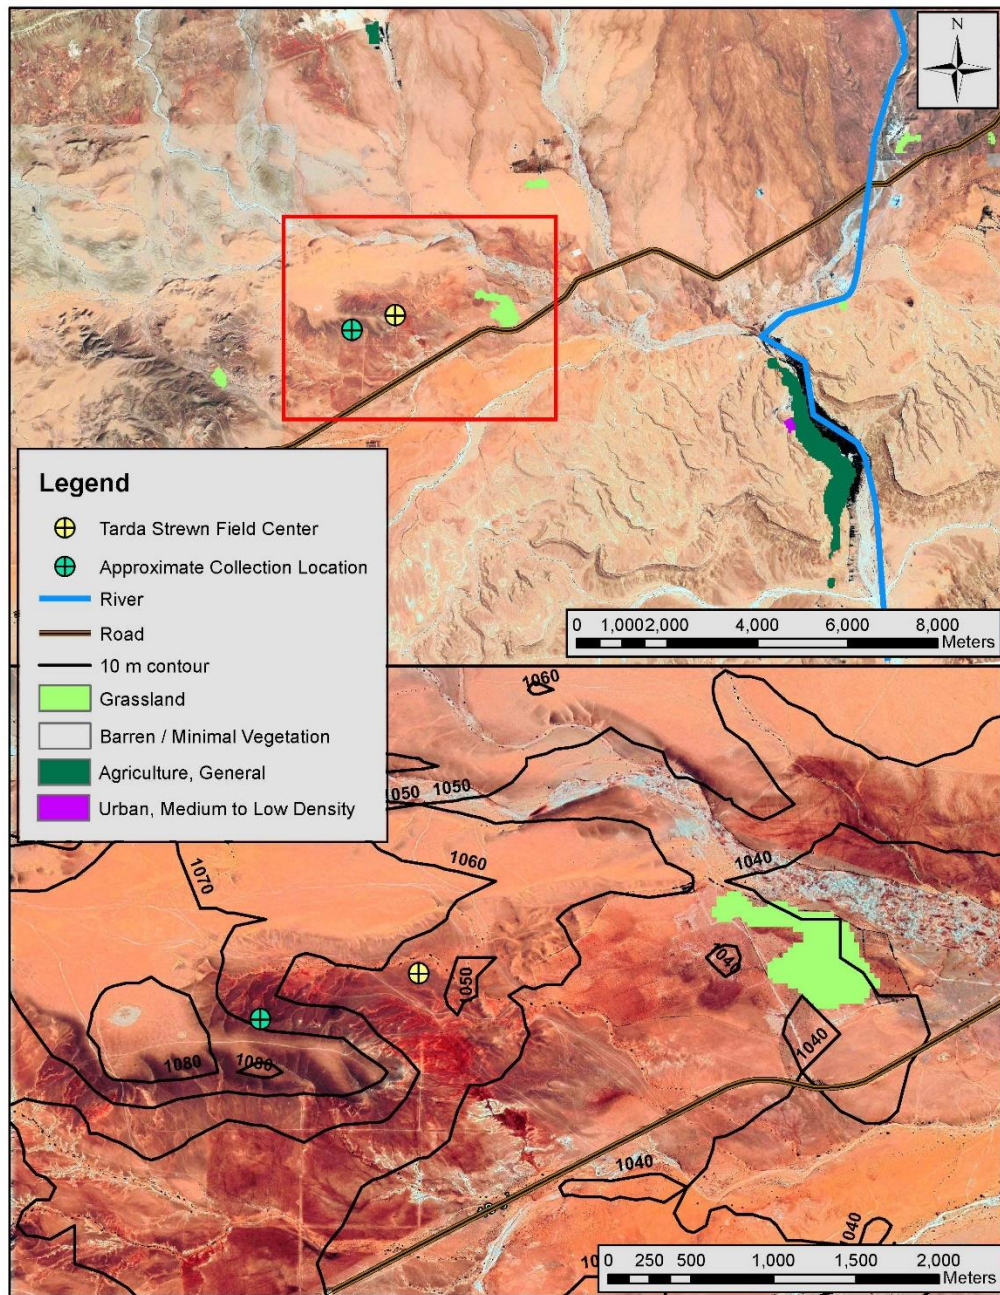 N
Legend
Tarda Strewn Field Center
Approximate Collection Location
River
Road
10 m contour
Grassland
Barren / Minimal Vegetation
Agriculture, General
Urban, Medium to Low Density
0 1,000 2,000 4,000 6,000 8,000
Meters
1060
1050 1050
1060
1040
1070
1050
1040
1040
1080 1080
1040
1040
0 250 500 1,000 1,500 2,000
Meters